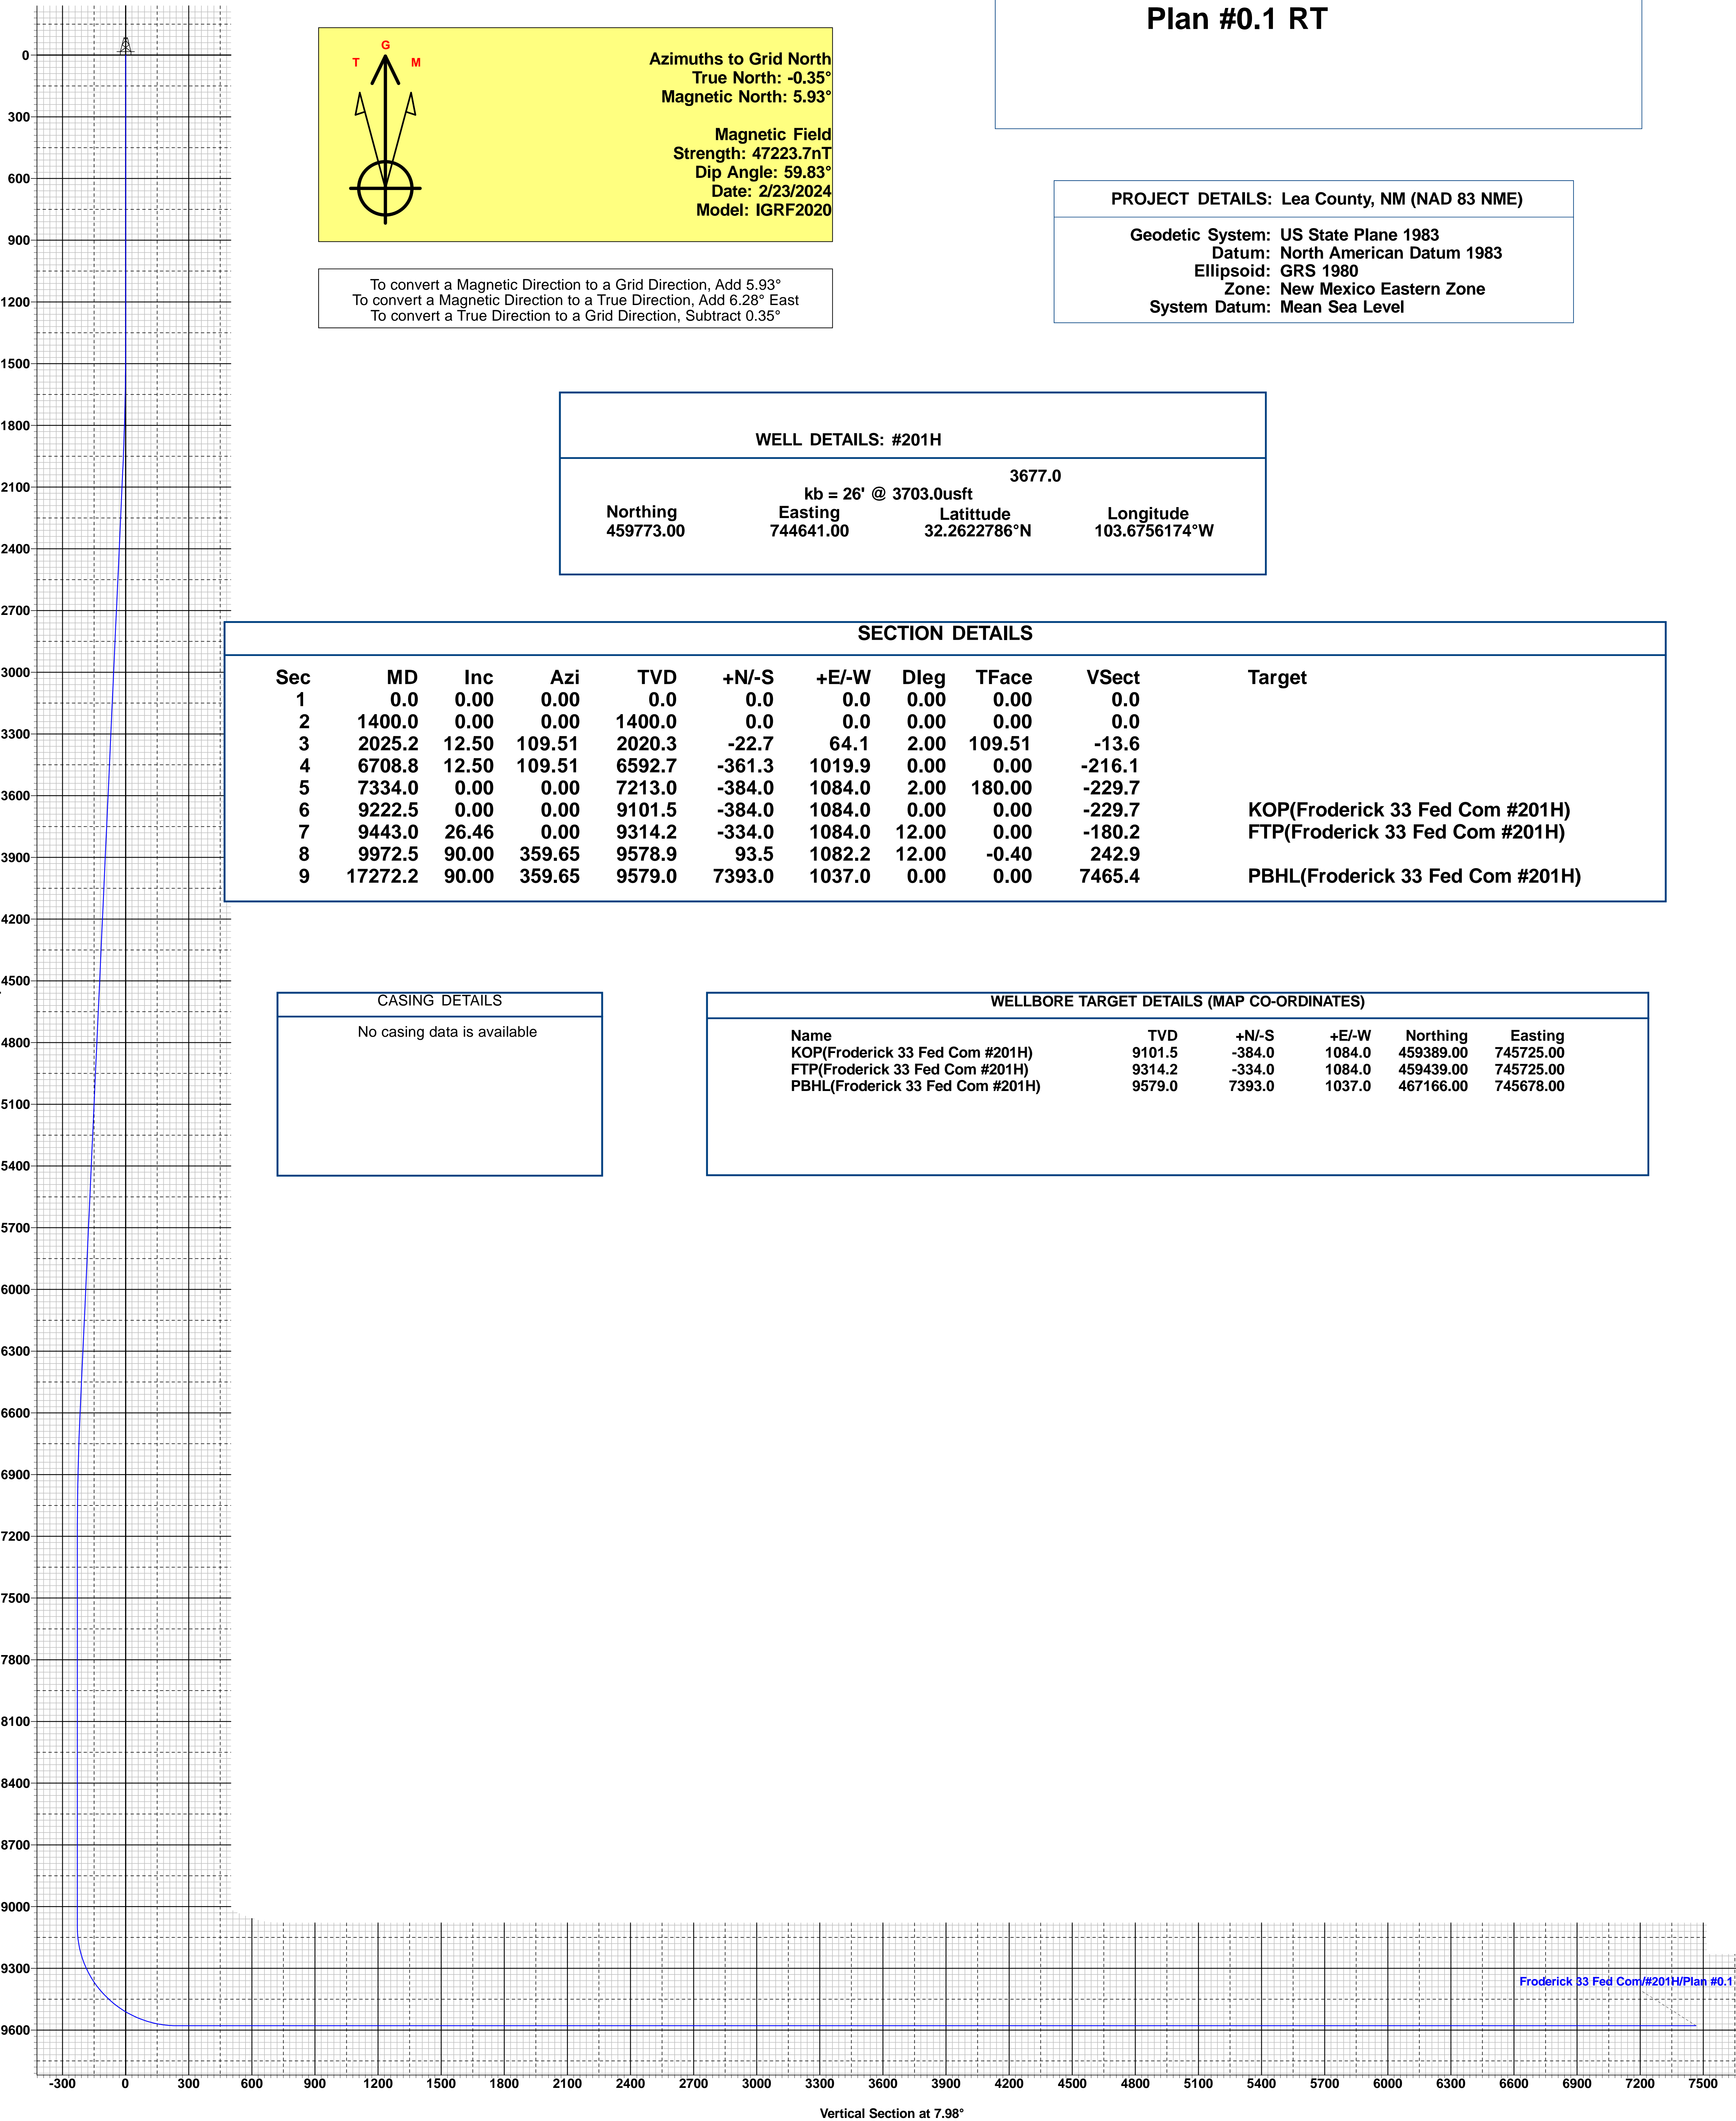 Plan #0.1 RT
G
T M
Azimuths to Grid North
True North: -0.35°
Magnetic North: 5.93°
Magnetic Field
Strength: 47223.7nT
Dip Angle: 59.83°
Date: 2/23/2024
Model: IGRF2020
To convert a Magnetic Direction to a Grid Direction, Add 5.93°
To convert a Magnetic Direction to a True Direction, Add 6.28° East
To convert a True Direction to a Grid Direction, Subtract 0.35°
PROJECT DETAILS: Lea County, NM (NAD 83 NME)
Geodetic System: US State Plane 1983
Datum: North American Datum 1983
Ellipsoid: GRS 1980
Zone: New Mexico Eastern Zone
System Datum: Mean Sea Level
WELL DETAILS: #201H
3677.0
kb = 26' @ 3703.0usft
Northing Easting Latittude Longitude
459773.00 744641.00 32.2622786°N 103.6756174°W
SECTION DETAILS
Sec MD Inc Azi TVD +N/-S +E/-W Dleg TFace VSect Target
1 0.0 0.00 0.00 0.0 0.0 0.0 0.00 0.00 0.0
2 1400.0 0.00 0.00 1400.0 0.0 0.0 0.00 0.00 0.0
3 2025.2 12.50 109.51 2020.3 -22.7 64.1 2.00 109.51 -13.6
4 6708.8 12.50 109.51 6592.7 -361.3 1019.9 0.00 0.00 -216.1
5 7334.0 0.00 0.00 7213.0 -384.0 1084.0 2.00 180.00 -229.7
6 9222.5 0.00 0.00 9101.5 -384.0 1084.0 0.00 0.00 -229.7 KOP(Froderick 33 Fed Com #201H)
7 9443.0 26.46 0.00 9314.2 -334.0 1084.0 12.00 0.00 -180.2 FTP(Froderick 33 Fed Com #201H)
8 9972.5 90.00 359.65 9578.9 93.5 1082.2 12.00 -0.40 242.9
9 17272.2 90.00 359.65 9579.0 7393.0 1037.0 0.00 0.00 7465.4 PBHL(Froderick 33 Fed Com #201H)
CASING DETAILS
No casing data is available
WELLBORE TARGET DETAILS (MAP CO-ORDINATES)
Name TVD +N/-S +E/-W Northing Easting
KOP(Froderick 33 Fed Com #201H) 9101.5 -384.0 1084.0 459389.00 745725.00
FTP(Froderick 33 Fed Com #201H) 9314.2 -334.0 1084.0 459439.00 745725.00
PBHL(Froderick 33 Fed Com #201H) 9579.0 7393.0 1037.0 467166.00 745678.00
0
300
600
900
1200
1500
1800
2100
2400
2700
3000
3300
3600
3900
4200
4500
4800
5100
5400
5700
6000
6300
6600
6900
7200
7500
7800
8100
8400
8700
9000
9300
9600
Froderick 33 Fed Com/#201H/Plan #0.1
-300 0 300 600 900 1200 1500 1800 2100 2400 2700 3000 3300 3600 3900 4200 4500 4800 5100 5400 5700 6000 6300 6600 6900 7200 7500
Vertical Section at 7.98°